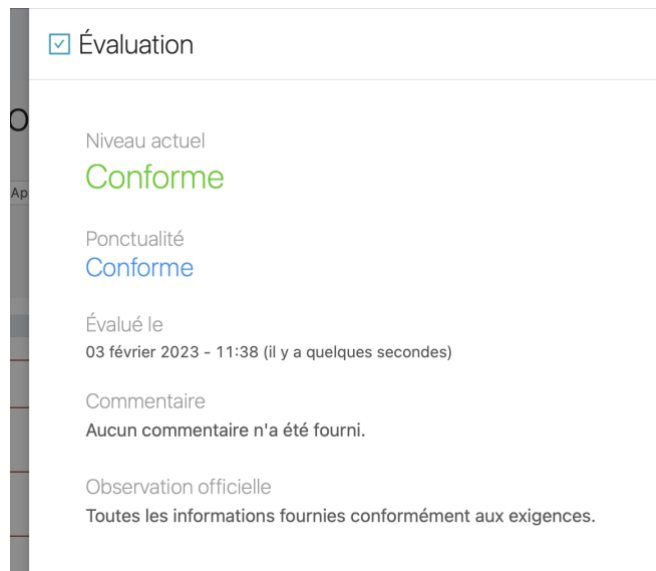 Évaluation
Niveau actuel
Conforme
Ap
Ponctualité
Conforme
Évalué le
03 février 2023 - 11:38 (il y a quelques secondes)
Commentaire
Aucun commentaire n'a été fourni.
Observation officielle
Toutes les informations fournies conformément aux exigences.